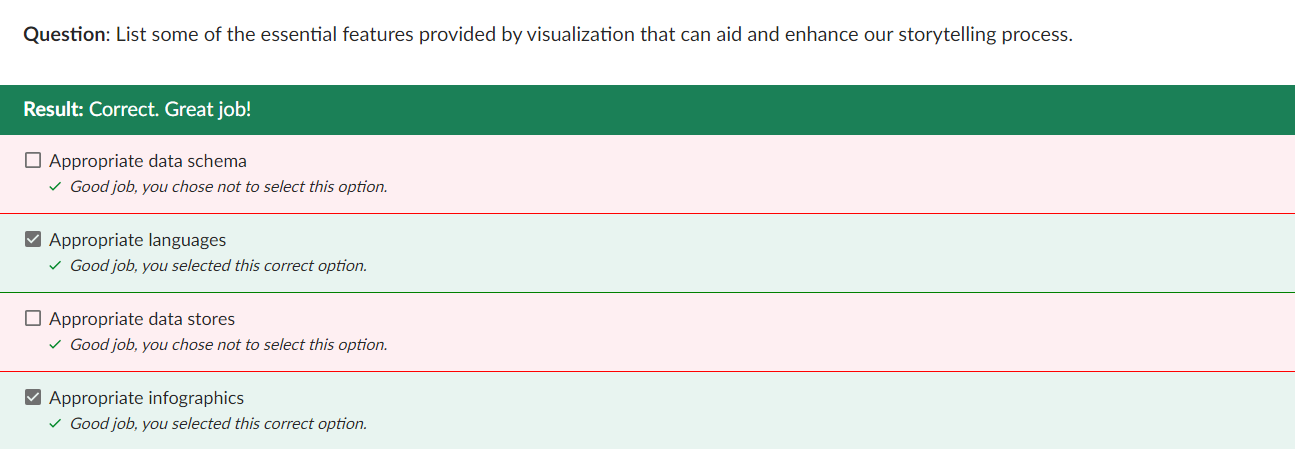 Question: List some of the essential features provided by visualization that can aid and enhance our storytelling process.
Result: Correct. Great job!
Appropriate data schema
Good job, you chose not to select this option.
Appropriate languages
Good job, you selected this correct option.
Appropriate data stores
Good job, you chose not to select this option.
Appropriate infographics
Good job, you selected this correct option.